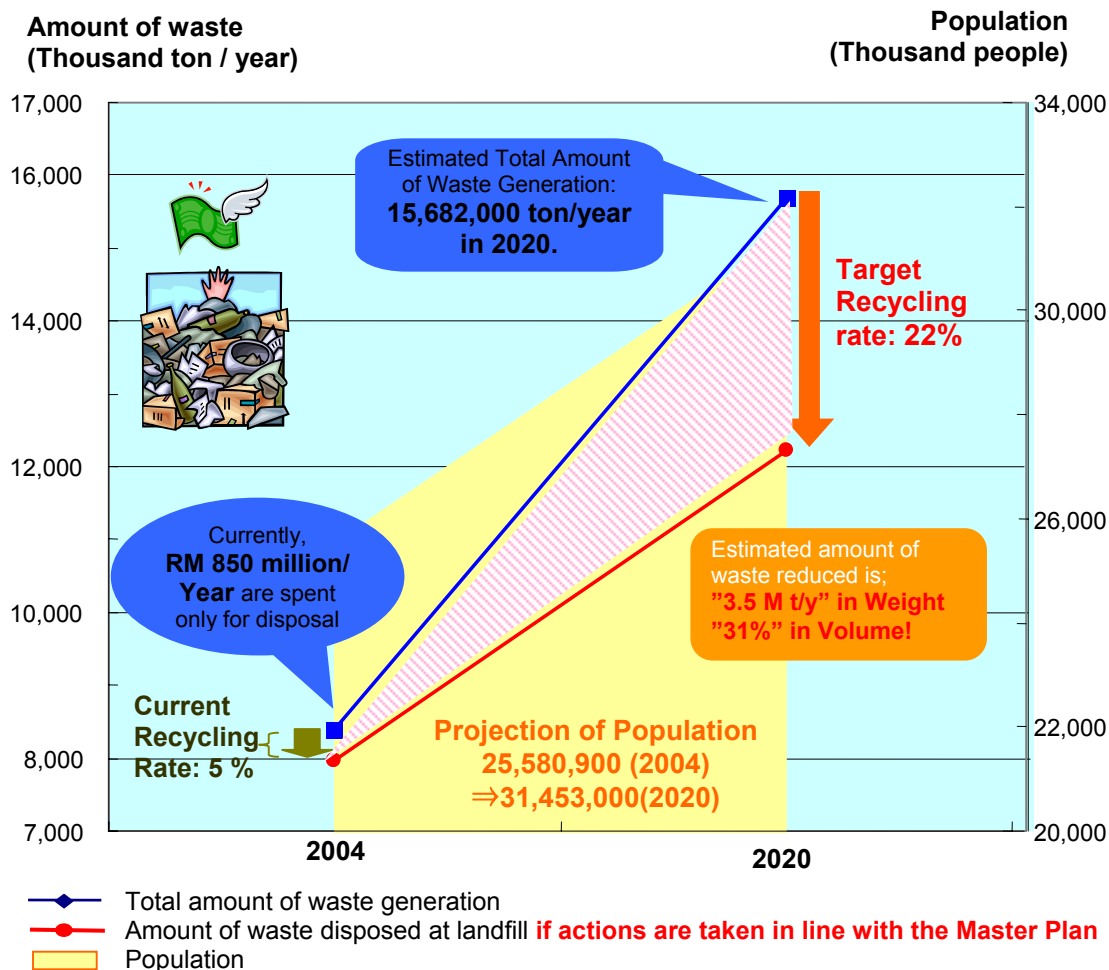 Amount of waste
(Thousand ton / year)
Population
(Thousand people)
17,000
16,000
14,000
12,000
10,000
8,000
7,000
34,000
30,000
26,000
22,000
20,000
Estimated Total Amount
of Waste Generation:
15,682,000 ton/year
in 2020.
Target
Recycling
rate: 22%
Currently,
RM 850 million/
Year are spent
only for disposal
Estimated amount of
waste reduced is;
”3.5 M t/y” in Weight
”31%” in Volume!
Current
Recycling
Rate: 5 %
Projection of Population
25,580,900 (2004)
⇒31,453,000(2020)
2004
2020
Total amount of waste generation
Amount of waste disposed at landfill if actions are taken in line with the Master Plan
Population